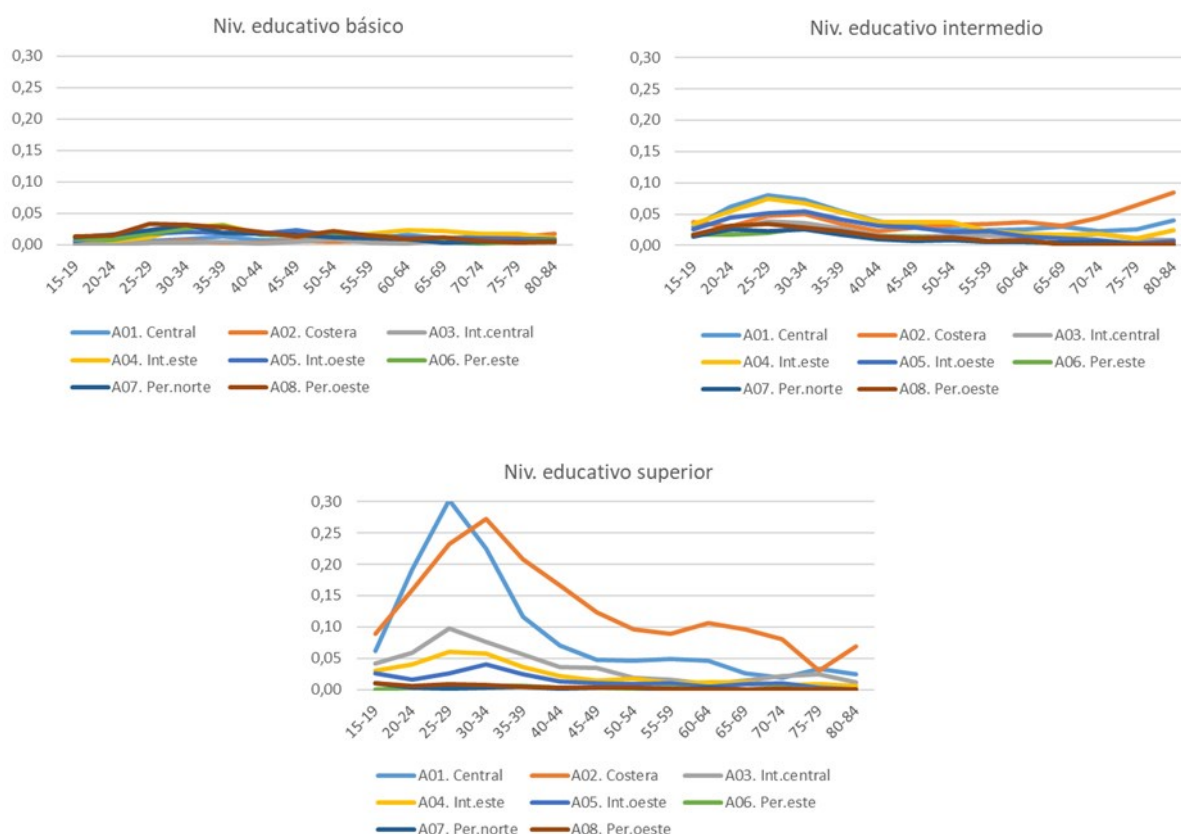 Niv. educativo básico
0,30
0,25
0,20
0,15
0,10
0,05
0,00
15-19 20-24 25-29 30-34 35-39 40-44 45-49 50-54 55-59 60-64 65-69 70-74 75-79 80-84
A01. Central A02. Costera A03. Int.central
A04. Int.este A05. Int.oeste A06. Per.este
A07. Per.norte A08. Per.oeste
Niv. educativo intermedio
0,30
0,25
0,20
0,15
0,10
0,05
0,00
15-19 20-24 25-29 30-34 35-39 40-44 45-49 50-54 55-59 60-64 65-69 70-74 75-79 80-84
A01. Central A02. Costera A03. Int.central
A04. Int.este A05. Int.oeste A06. Per.este
A07. Per.norte A08. Per.oeste
Niv. educativo superior
0,30
0,25
0,20
0,15
0,10
0,05
0,00
15-19 20-24 25-29 30-34 35-39 40-44 45-49 50-54 55-59 60-64 65-69 70-74 75-79 80-84
A01. Central A02. Costera A03. Int.central
A04. Int.este A05. Int.oeste A06. Per.este
A07. Per.norte A08. Per.oeste